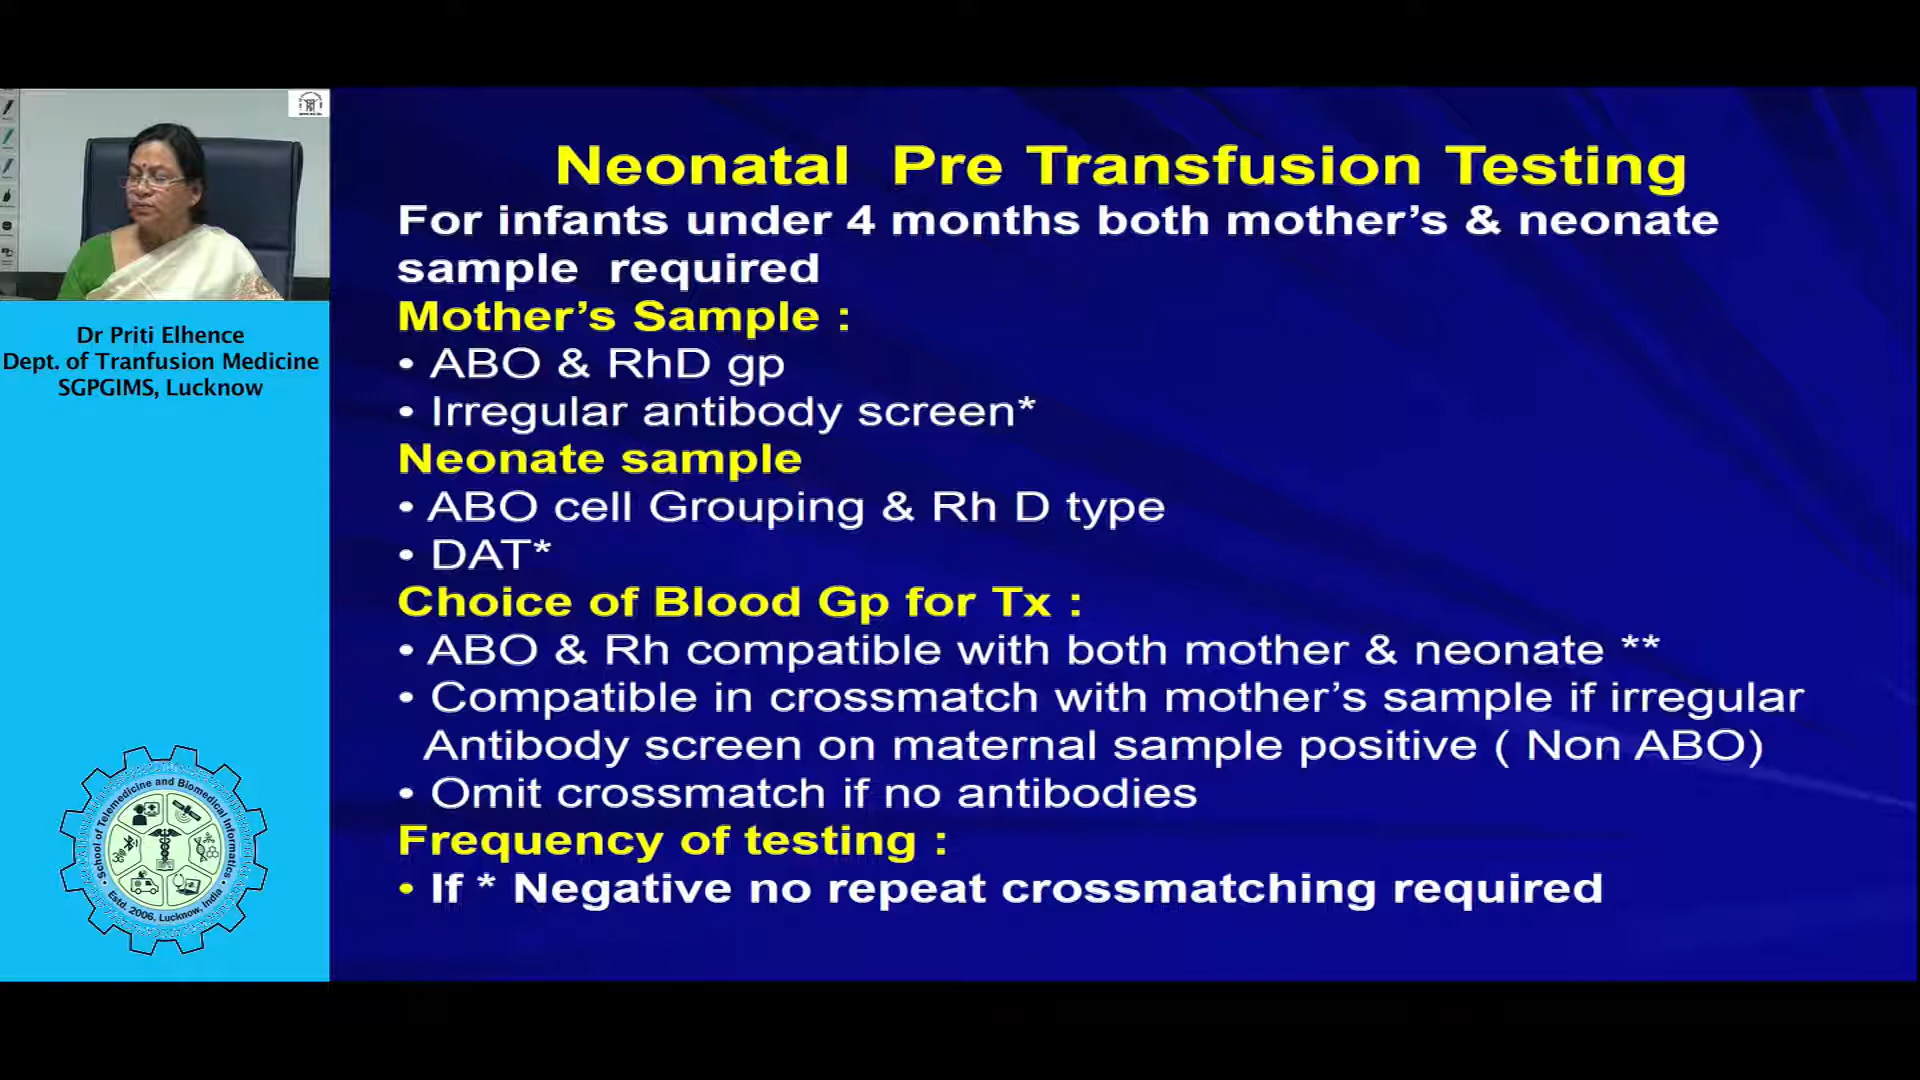 Neonatal Pre Transfusion Testing
For infants under 4 months both mother’s & neonate
sample required
Mother’s Sample :
• ABO & RhD gp
• Irregular antibody screen*
Neonate sample
• ABO cell Grouping & Rh D type
• DAT*
Choice of Blood Gp for Tx :
• ABO & Rh compatible with both mother & neonate **
• Compatible in crossmatch with mother’s sample if irregular
Antibody screen on maternal sample positive ( Non ABO)
• Omit crossmatch if no antibodies
Frequency of testing :
• If * Negative no repeat crossmatching required
Dr Priti Elhence
Dept. of Tranfusion Medicine
SGPGIMS, Lucknow
School of Telemedicine and Biomedical Informatics
Estd. 2006, Lucknow, India